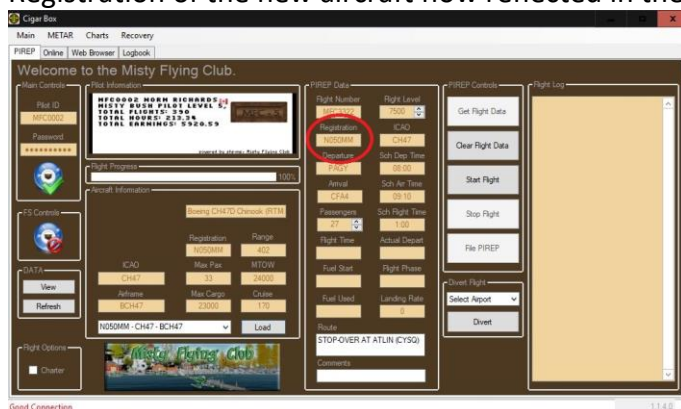 Registration of the new aircraft now reflected in the
Cigar Box
Main METAR Charts Recovery
PIREP Online Web Browser Logbook
Welcome to the Misty Flying Club.
Main Controls
Pilot ID
MFC0002
Password
**********
FS Controls
DATA
View
Refresh
Flight Options
Charter
Pilot Information
MFC0002 NORM RICHARDS
MISTY BUSH PILOT LEVEL 5
TOTAL FLIGHTS: 390
TOTAL HOURS: 213.34
TOTAL EARNINGS: 5920.59
Flight Progress
100%
Aircraft Information
Boeing CH47D Chinook (RTM
Registration Range
N050MM 402
ICAO Max Pax MTOW
CH47 33 24000
Airframe Max Cargo Cruise
BCH47 23000 170
N050MM - CH47 - BCH47 Load
Misty Flying Club
PIREP Data
Flight Number Flight Level
7500
Registration ICAO
N050MM CH47
Departure Sch Dep Time
PAGY 08:00
Arrival Sch Arr Time
CFA4 09:10
Passengers Sch Flight Time
27 1:00
Flight Time Actual Depart
Fuel Start Flight Phase
Fuel Used Landing Rate
0
Route
STOP-OVER AT ATLIN (CYSQ)
Comments
PIREP Controls
Get Flight Data
Clear Flight Data
Start Flight
Stop Flight
File PIREP
Divert Flight
Select Airport
Divert
Flight Log
Good Connection
1.1.4.0